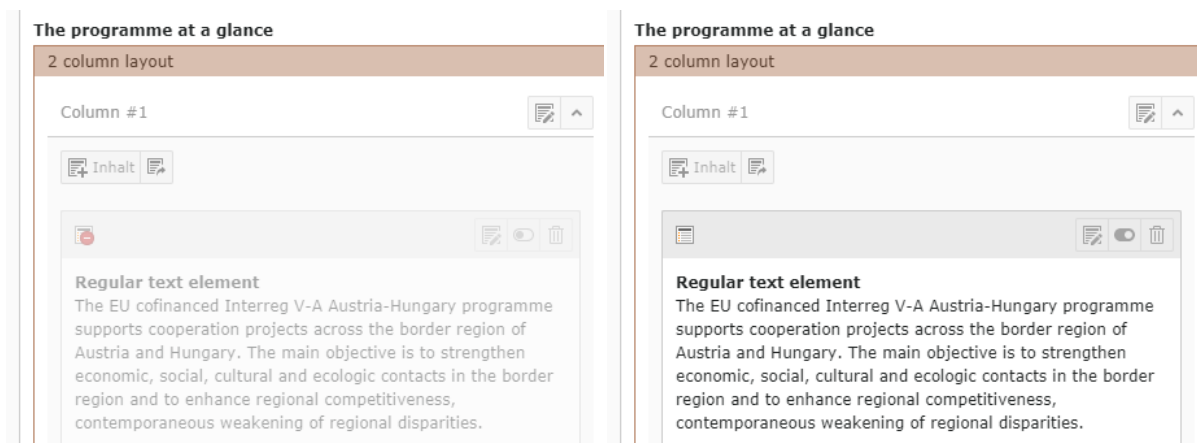 The programme at a glance
2 column layout
Column #1
Inhalt
Regular text element
The EU cofinanced Interreg V-A Austria-Hungary programme
supports cooperation projects across the border region of
Austria and Hungary. The main objective is to strengthen
economic, social, cultural and ecologic contacts in the border
region and to enhance regional competitiveness,
contemporaneous weakening of regional disparities.
The programme at a glance
2 column layout
Column #1
Inhalt
Regular text element
The EU cofinanced Interreg V-A Austria-Hungary programme
supports cooperation projects across the border region of
Austria and Hungary. The main objective is to strengthen
economic, social, cultural and ecologic contacts in the border
region and to enhance regional competitiveness,
contemporaneous weakening of regional disparities.